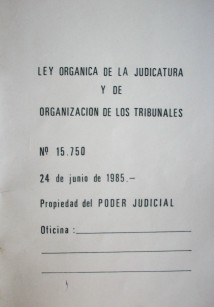 LEY ORGANICA DE LA JUDICATURA
Y DE
ORGANIZACION DE LOS TRIBUNALES
Nº 15.750
24 de junio de 1985.—
Propiedad del PODER JUDICIAL
Oficina :